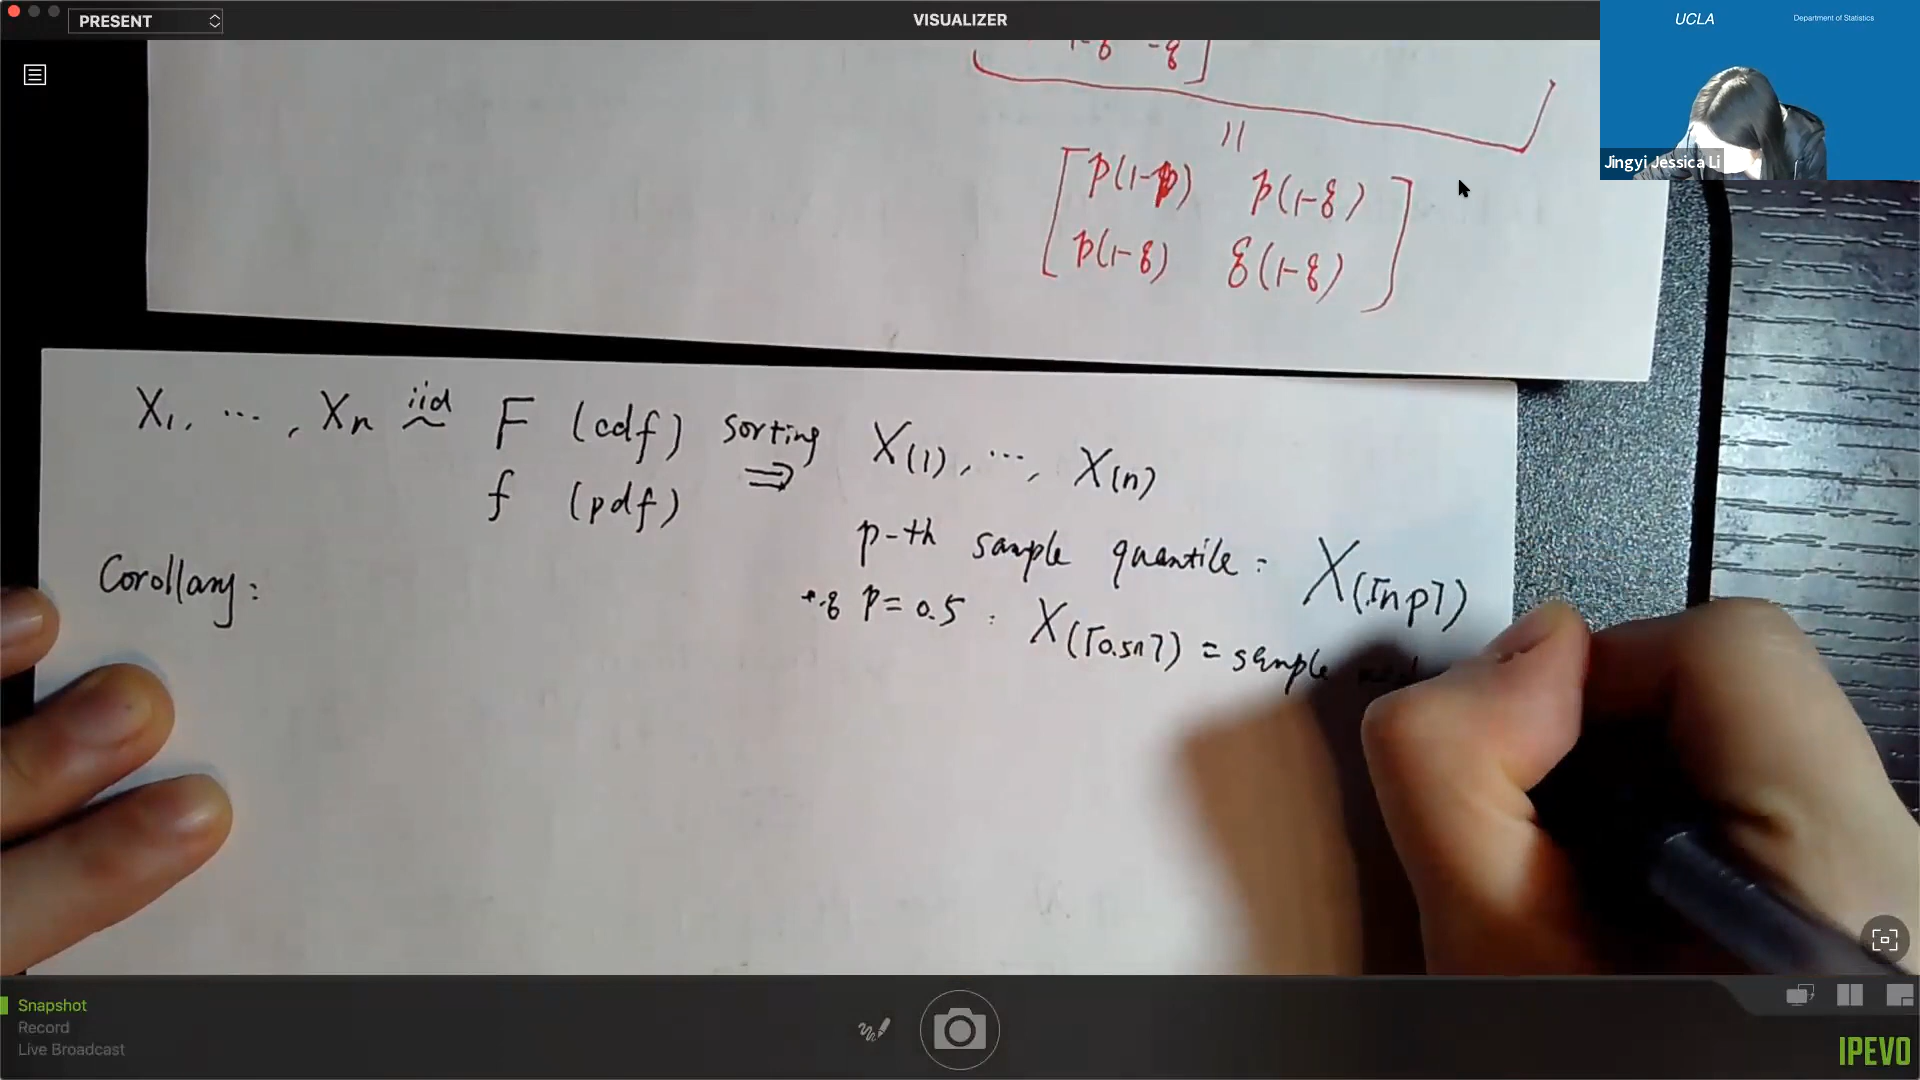 PRESENT
VISUALIZER
UCLA
Department of Statistics
Jingyi Jessica Li
1-q -q ]
||
[ p(1-p) p(1-q)
p(1-q) q(1-q) ]
X1, ..., Xn iid ~ F (cdf) sorting ⇒ X(1), ..., X(n)
f (pdf)
p-th sample quantile: X(⌈np⌉)
Corollary:
e.g. p = 0.5 : X(⌈0.5n⌉) = sample
Snapshot
Record
Live Broadcast
IPEVO